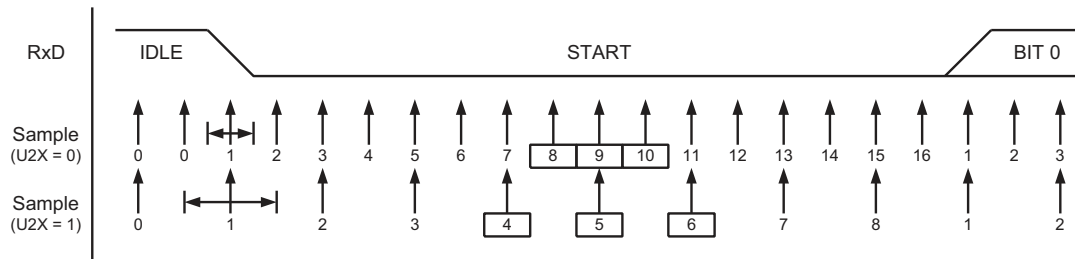 RxD IDLE START BIT 0
Sample
(U2X = 0) 0 0 1 2 3 4 5 6 7 8 9 10 11 12 13 14 15 16 1 2 3
Sample
(U2X = 1) 0 1 2 3 4 5 6 7 8 1 2